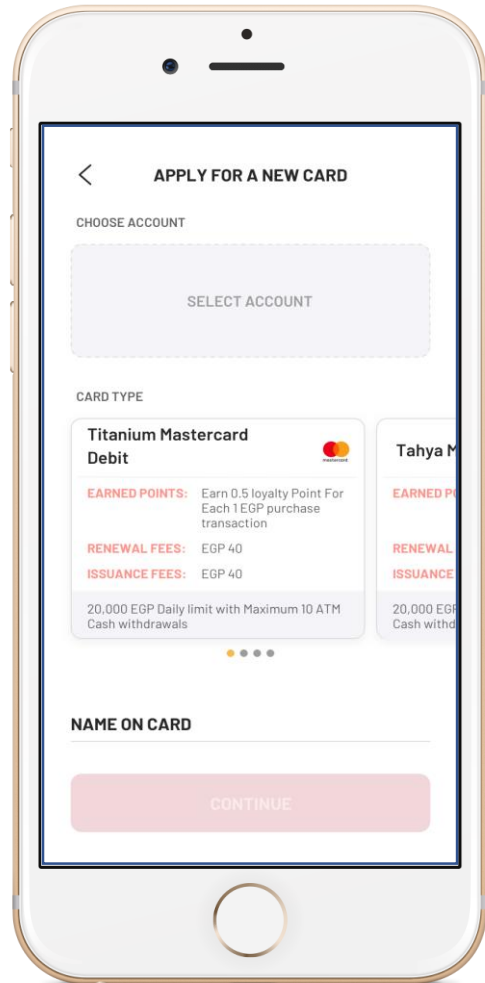 APPLY FOR A NEW CARD
CHOOSE ACCOUNT
SELECT ACCOUNT
CARD TYPE
Titanium Mastercard
Debit
mastercard
EARNED POINTS: Earn 0.5 loyalty Point For
Each 1 EGP purchase
transaction
RENEWAL FEES: EGP 40
ISSUANCE FEES: EGP 40
20,000 EGP Daily limit with Maximum 10 ATM
Cash withdrawals
Tahya M
EARNED PO
RENEWAL
ISSUANCE
20,000 EGP
Cash withd
NAME ON CARD
CONTINUE